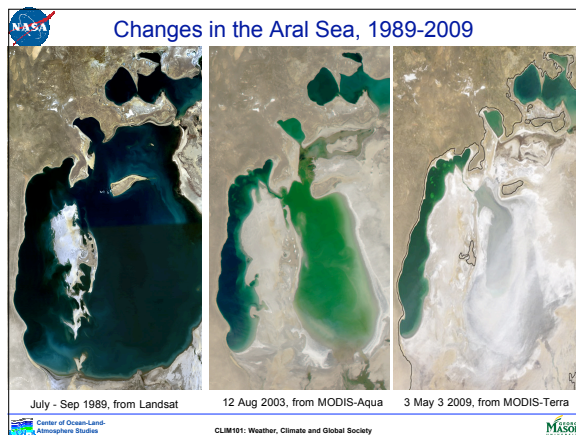 NASA
Changes in the Aral Sea, 1989-2009
July - Sep 1989, from Landsat
12 Aug 2003, from MODIS-Aqua
3 May 3 2009, from MODIS-Terra
Center of Ocean-Land-
Atmosphere Studies
CLIM101: Weather, Climate and Global Society
GEORGE
MASON